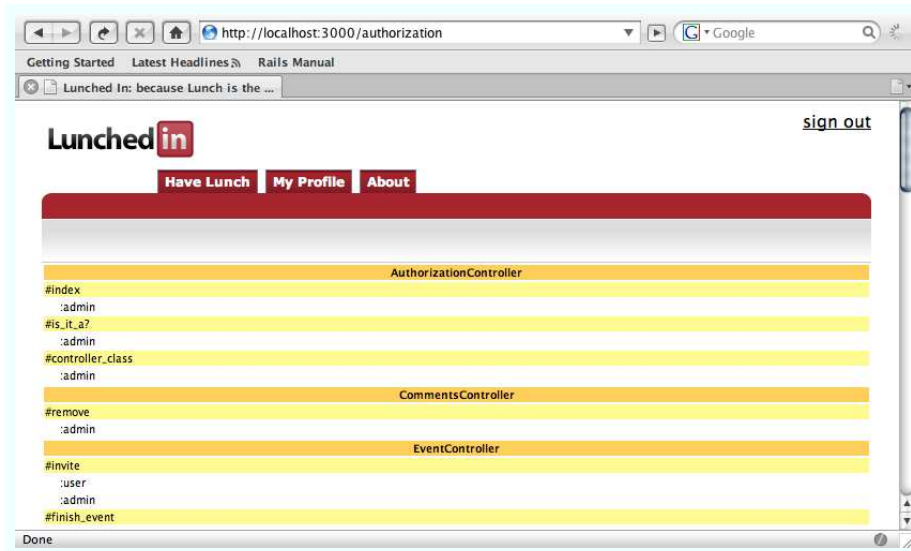 http://localhost:3000/authorization
G Google
Getting Started Latest Headlines Rails Manual
Lunched In: because Lunch is the ...
sign out
Lunched in
Have Lunch My Profile About
AuthorizationController
#index
:admin
#is_it_a?
:admin
#controller_class
:admin
CommentsController
#remove
:admin
EventController
#invite
:user
:admin
#finish_event
Done